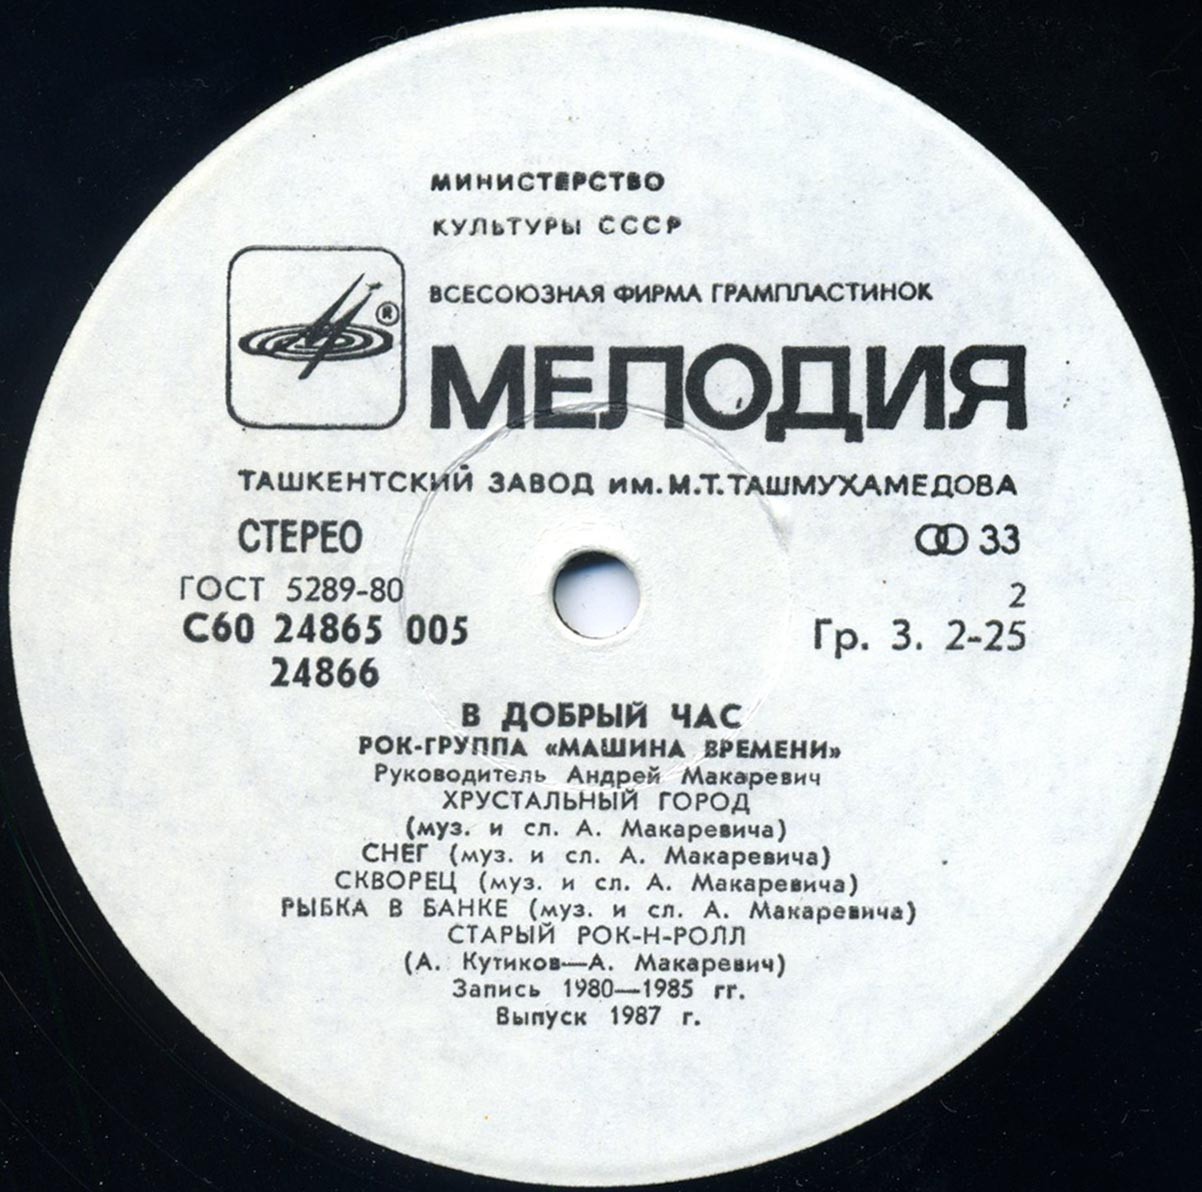 МИНИСТЕРСТВО
КУЛЬТУРЫ СССР
ВСЕСОЮЗНАЯ ФИРМА ГРАМПЛАСТИНОК
®
МЕЛОДИЯ
ТАШКЕНТСКИЙ ЗАВОД им. М.Т. ТАШМУХАМЕДОВА
СТЕРЕО 33
ГОСТ 5289-80 2
С60 24865 005 Гр. 3. 2-25
24866
В ДОБРЫЙ ЧАС
РОК-ГРУППА «МАШИНА ВРЕМЕНИ»
Руководитель Андрей Макаревич
ХРУСТАЛЬНЫЙ ГОРОД
(муз. и сл. А. Макаревича)
СНЕГ (муз. и сл. А. Макаревича)
СКВОРЕЦ (муз. и сл. А. Макаревича)
РЫБКА В БАНКЕ (муз. и сл. А. Макаревича)
СТАРЫЙ РОК-Н-РОЛЛ
(А. Кутиков—А. Макаревич)
Запись 1980—1985 гг.
Выпуск 1987 г.